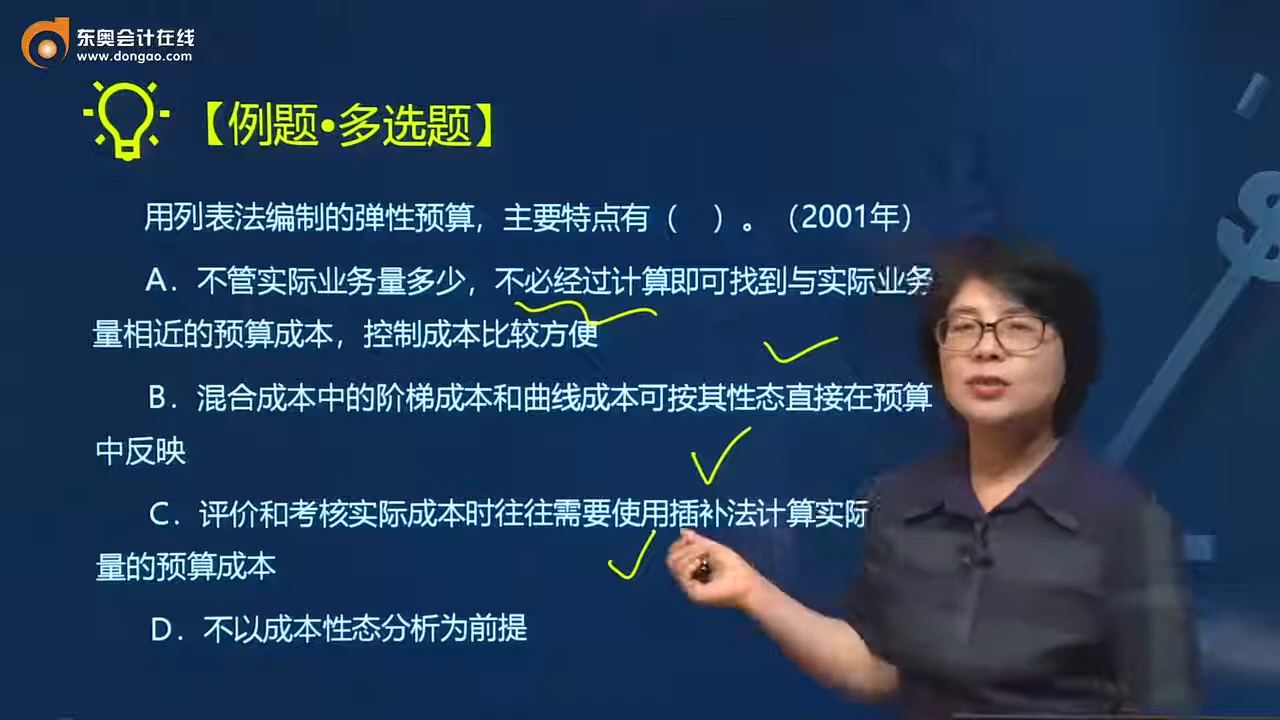 东奥会计在线
www.dongao.com
【例题•多选题】
用列表法编制的弹性预算，主要特点有（ ）。（2001年）
A．不管实际业务量多少，不必经过计算即可找到与实际业务
量相近的预算成本，控制成本比较方便
B．混合成本中的阶梯成本和曲线成本可按其性态直接在预算
中反映
C．评价和考核实际成本时往往需要使用插补法计算实际
量的预算成本
D．不以成本性态分析为前提